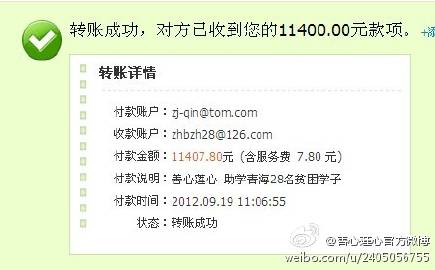 转账成功，对方已收到您的11400.00元款项。
转账详情
付款账户：zj-qin@tom.com
收款账户：zhbzh28@126.com
付款金额：11407.80元（含服务费 7.80 元）
付款说明：善心莲心 助学青海28名贫困学子
付款时间：2012.09.19 11:06:55
状态：转账成功
@善心莲心官方微博
weibo.com/u/2405056755